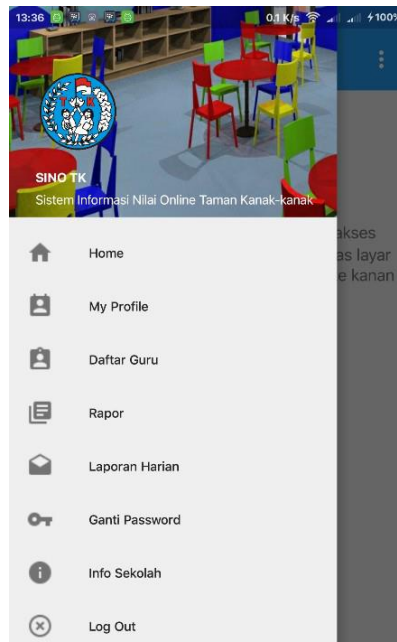 13:36 0.1 K/s 100%
T K
SINO TK
Sistem Informasi Nilai Online Taman Kanak-kanak
akses
as layar
e kanan
Home
My Profile
Daftar Guru
Rapor
Laporan Harian
Ganti Password
Info Sekolah
Log Out